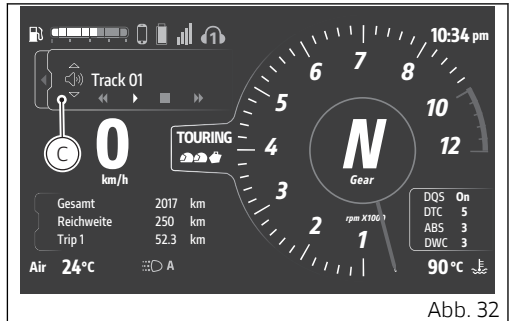 1
10:34 pm
Track 01
C
0
km/h
TOURING
Gesamt 2017 km
Reichweite 250 km
Trip 1 52.3 km
Air 24°C
A
1
2
3
4
5
6
7
8
10
12
rpm X1000
N
Gear
DQS On
DTC 5
ABS 3
DWC 3
90°C
Abb. 32